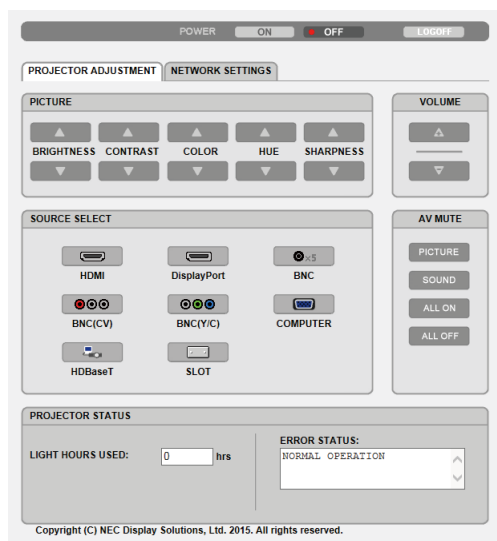 POWER ON OFF LOGOFF
PROJECTOR ADJUSTMENT NETWORK SETTINGS
PICTURE
BRIGHTNESS CONTRAST COLOR HUE SHARPNESS
VOLUME
SOURCE SELECT
HDMI DisplayPort ×5 BNC
BNC(CV) BNC(Y/C) COMPUTER
HDBaseT SLOT
AV MUTE
PICTURE
SOUND
ALL ON
ALL OFF
PROJECTOR STATUS
LIGHT HOURS USED: 0 hrs
ERROR STATUS:
NORMAL OPERATION
Copyright (C) NEC Display Solutions, Ltd. 2015. All rights reserved.